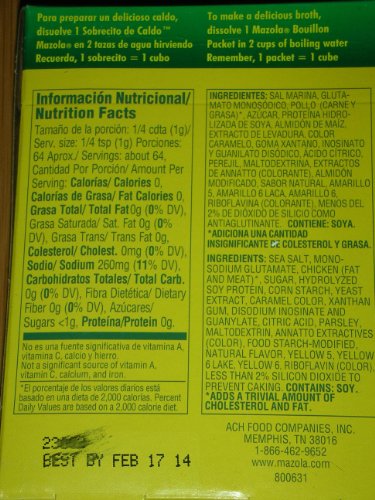 Para preparar un delicioso caldo,
disuelve 1 Sobrecito de Caldo™
Mazola® en 2 tazas de agua hirviendo
Recuerda, 1 sobrecito = 1 cubo
To make a delicious broth,
dissolve 1 Mazola® Bouillon
Packet in 2 cups of boiling water
Remember, 1 packet = 1 cube
Información Nutricional/
Nutrition Facts
Tamaño de la porción: 1/4 cdta (1g)/
Serv. size: 1/4 tsp (1g) Porciones:
64 Aprox./ Servings: about 64,
Cantidad Por Porción/ Amount Per
Serving: Calorías/ Calories 0,
Calorías de Grasa/ Fat Calories 0,
Grasa Total/ Total Fat 0g (0% DV),
Grasa Saturada/ Sat. Fat 0g (0%
DV), Grasa Trans/ Trans Fat 0g,
Colesterol/ Cholest. 0mg (0% DV),
Sodio/ Sodium 260mg (11% DV),
Carbohidratos Totales/ Total Carb.
0g (0% DV), Fibra Dietética/ Dietary
Fiber 0g (0% DV), Azúcares/
Sugars <1g, Proteína/Protein 0g.
No es una fuente significativa de vitamina A,
vitamina C, calcio y hierro.
Not a significant source of vitamin A,
vitamin C, calcium, and iron.
*El porcentaje de los valores diarios está
basado en una dieta de 2,000 calorías. Percent
Daily Values are based on a 2,000 calorie diet.
BEST BY FEB 17 14
INGREDIENTES: SAL MARINA, GLUTA-
MATO MONOSÓDICO, POLLO (CARNE Y
GRASA)*, AZÚCAR, PROTEÍNA HIDRO-
LIZADA DE SOYA, ALMIDÓN DE MAÍZ,
EXTRACTO DE LEVADURA, COLOR
CARAMELO, GOMA XANTANO, INOSINATO
Y GUANILATO DISÓDICO, ACIDO CÍTRICO,
PEREJIL, MALTODEXTRINA, EXTRACTOS
DE ANNATTO (COLORANTE), ALMIDÓN
MODIFICADO, SABOR NATURAL, AMARILLO 5,
AMARILLO 6 LACA, AMARILLO 6,
RIBOFLAVINA (COLORANTE), MENOS DEL
2% DE DIÓXIDO DE SILICIO COMO
ANTIAGLUTINANTE. CONTIENE: SOYA.
*ADICIONA UNA CANTIDAD
INSIGNIFICANTE DE COLESTEROL Y GRASA.
INGREDIENTS: SEA SALT, MONO-
SODIUM GLUTAMATE, CHICKEN (FAT
AND MEAT)*, SUGAR, HYDROLYZED
SOY PROTEIN, CORN STARCH, YEAST
EXTRACT, CARAMEL COLOR, XANTHAN
GUM, DISODIUM INOSINATE AND
GUANYLATE, CITRIC ACID, PARSLEY,
MALTODEXTRIN, ANNATTO EXTRACTIVES
(COLOR), FOOD STARCH-MODIFIED,
NATURAL FLAVOR, YELLOW 5, YELLOW
6 LAKE, YELLOW 6, RIBOFLAVIN (COLOR)
LESS THAN 2% SILICON DIOXIDE TO
PREVENT CAKING. CONTAINS: SOY.
*ADDS A TRIVIAL AMOUNT OF
CHOLESTEROL AND FAT.
ACH FOOD COMPANIES, INC.
MEMPHIS, TN 38016
1-866-462-9652
www.mazola.com
800631